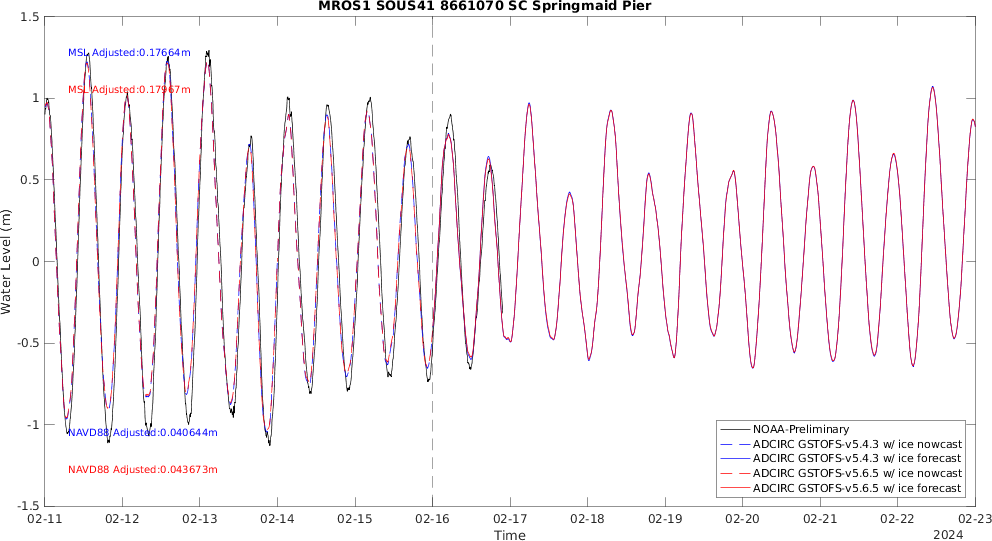 MROS1 SOUS41 8661070 SC Springmaid Pier
1.5
1
0.5
0
-0.5
-1
-1.5
Water Level (m)
MSL Adjusted:0.17664m
MSL Adjusted:0.17967m
NAVD88 Adjusted:0.040644m
NAVD88 Adjusted:0.043673m
NOAA-Preliminary
ADCIRC GSTOFS-v5.4.3 w/ ice nowcast
ADCIRC GSTOFS-v5.4.3 w/ ice forecast
ADCIRC GSTOFS-v5.6.5 w/ ice nowcast
ADCIRC GSTOFS-v5.6.5 w/ ice forecast
02-11 02-12 02-13 02-14 02-15 02-16 02-17 02-18 02-19 02-20 02-21 02-22 02-23
Time
2024